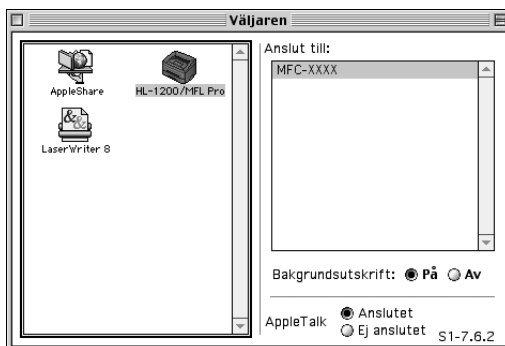 Väljaren
AppleShare
HL-1200/MFL Pro
LaserWriter 8
Anslut till:
MFC-XXXX
Bakgrundsutskrift: På Av
AppleTalk Anslutet
Ej anslutet
S1-7.6.2